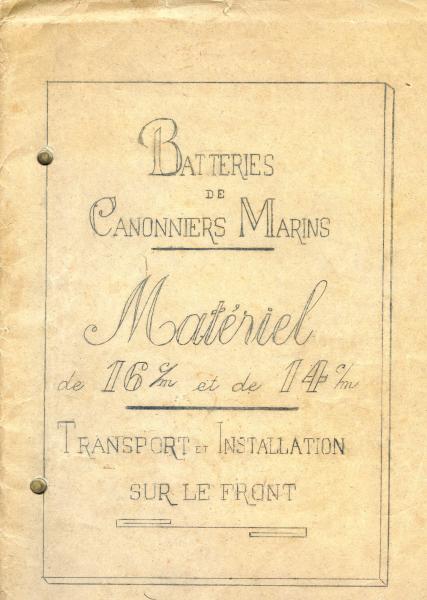 BATTERIES
DE
CANONNIERS MARINS
Matériel
de 16 c/m et de 14 c/m
TRANSPORT ET INSTALLATION
SUR LE FRONT